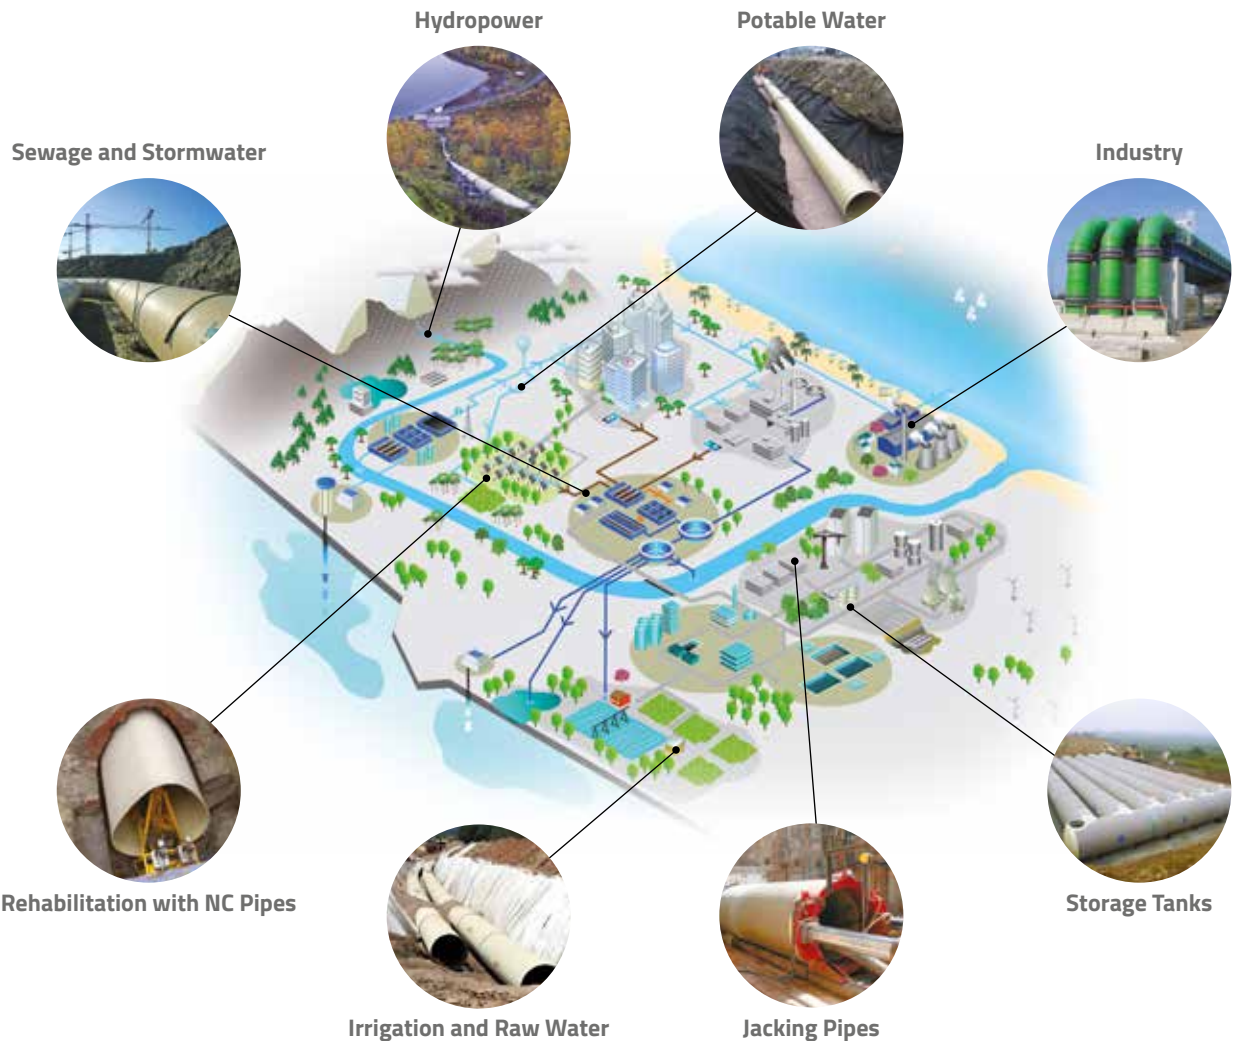 Hydropower
Potable Water
Sewage and Stormwater
Industry
Rehabilitation with NC Pipes
Storage Tanks
Irrigation and Raw Water
Jacking Pipes